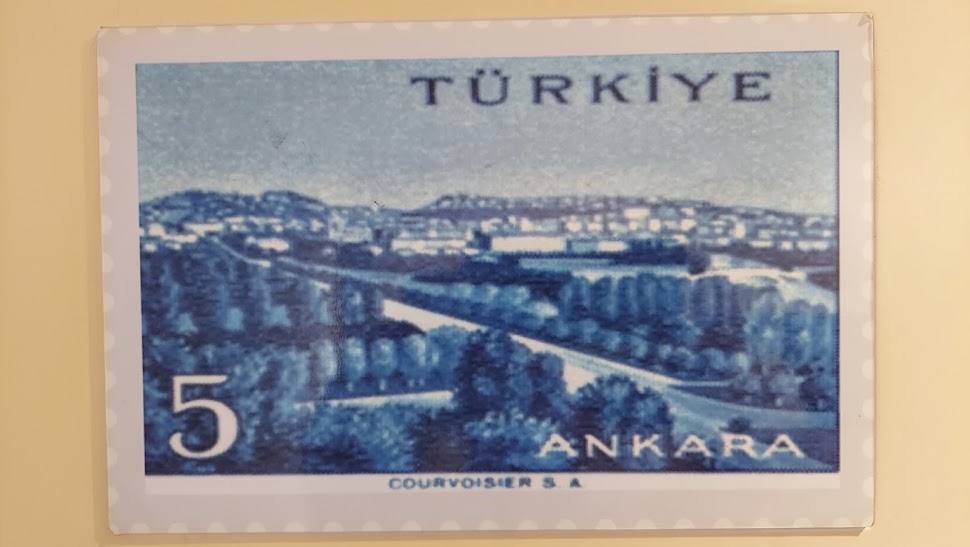 TÜRKİYE
5
ANKARA
COURVOISIER S. A.